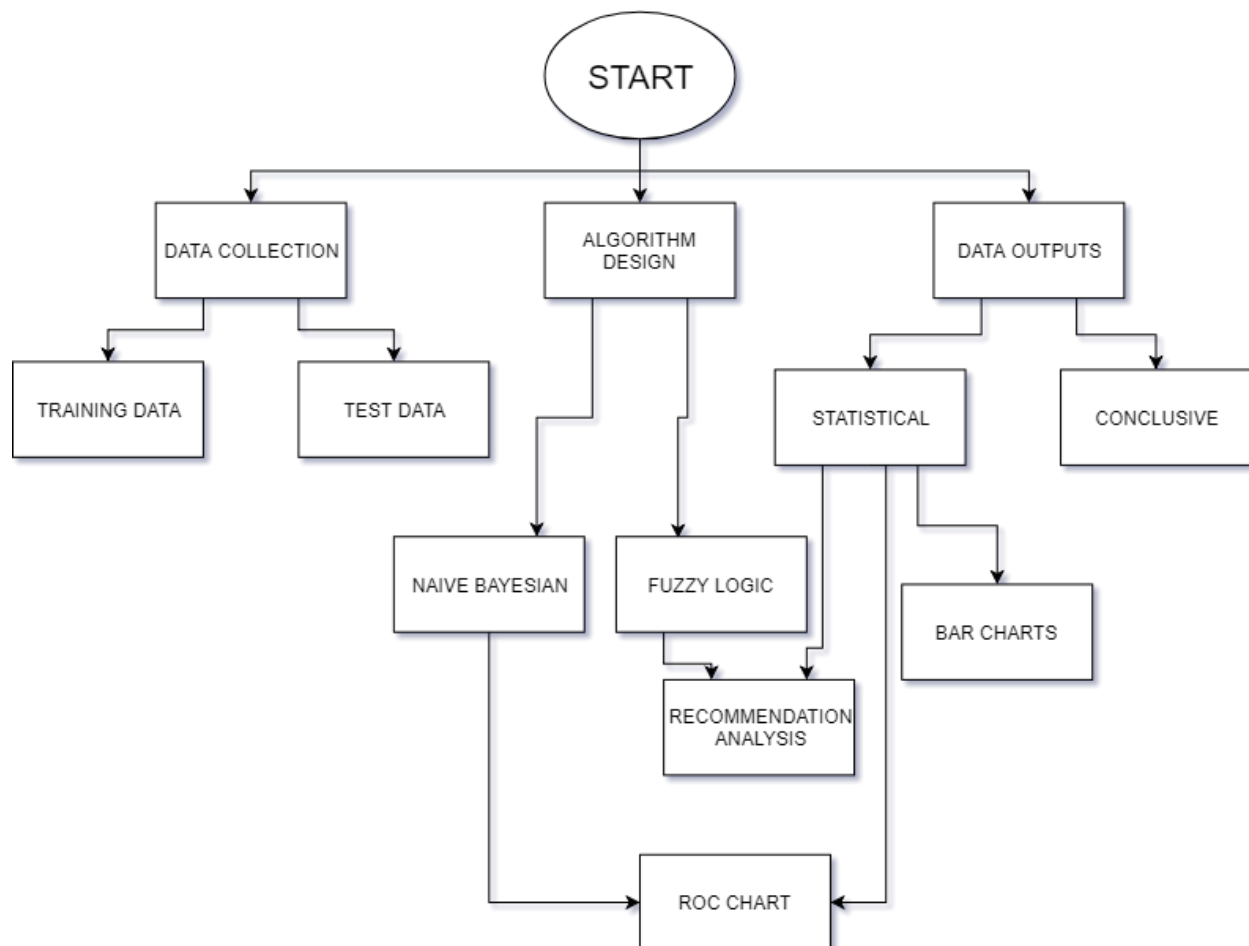 START
DATA COLLECTION
ALGORITHM
DESIGN
DATA OUTPUTS
TRAINING DATA
TEST DATA
STATISTICAL
CONCLUSIVE
NAIVE BAYESIAN
FUZZY LOGIC
BAR CHARTS
RECOMMENDATION
ANALYSIS
ROC CHART